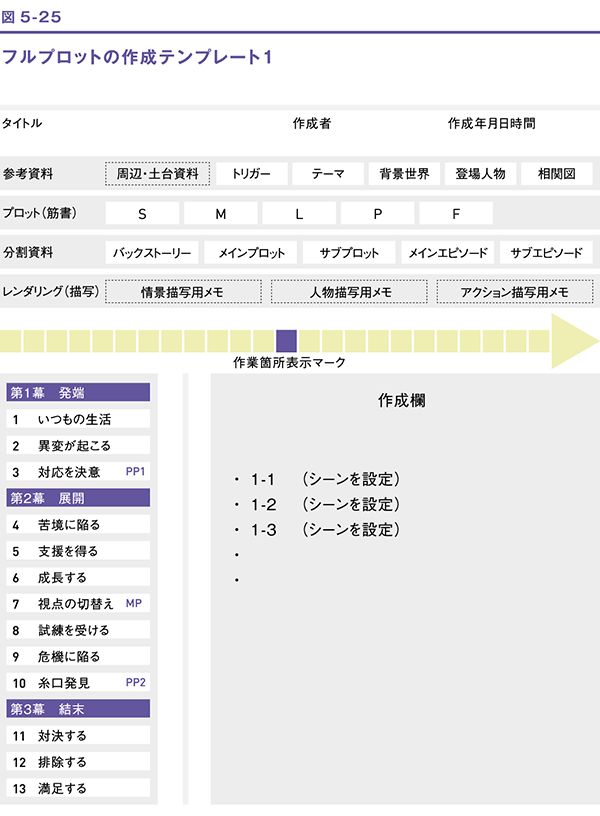 図 5-25
フルプロットの作成テンプレート1
タイトル 作成者 作成年月日時間
参考資料 周辺・土台資料 トリガー テーマ 背景世界 登場人物 相関図
プロット（筋書） S M L P F
分割資料 バックストーリー メインプロット サブプロット メインエピソード サブエピソード
レンダリング（描写） 情景描写用メモ 人物描写用メモ アクション描写用メモ
作業箇所表示マーク
第1幕 発端
1 いつもの生活
2 異変が起こる
3 対応を決意 PP1
第2幕 展開
4 苦境に陥る
5 支援を得る
6 成長する
7 視点の切替え MP
8 試練を受ける
9 危機に陥る
10 糸口発見 PP2
第3幕 結末
11 対決する
12 排除する
13 満足する
作成欄
・ 1-1 （シーンを設定）
・ 1-2 （シーンを設定）
・ 1-3 （シーンを設定）
・
・